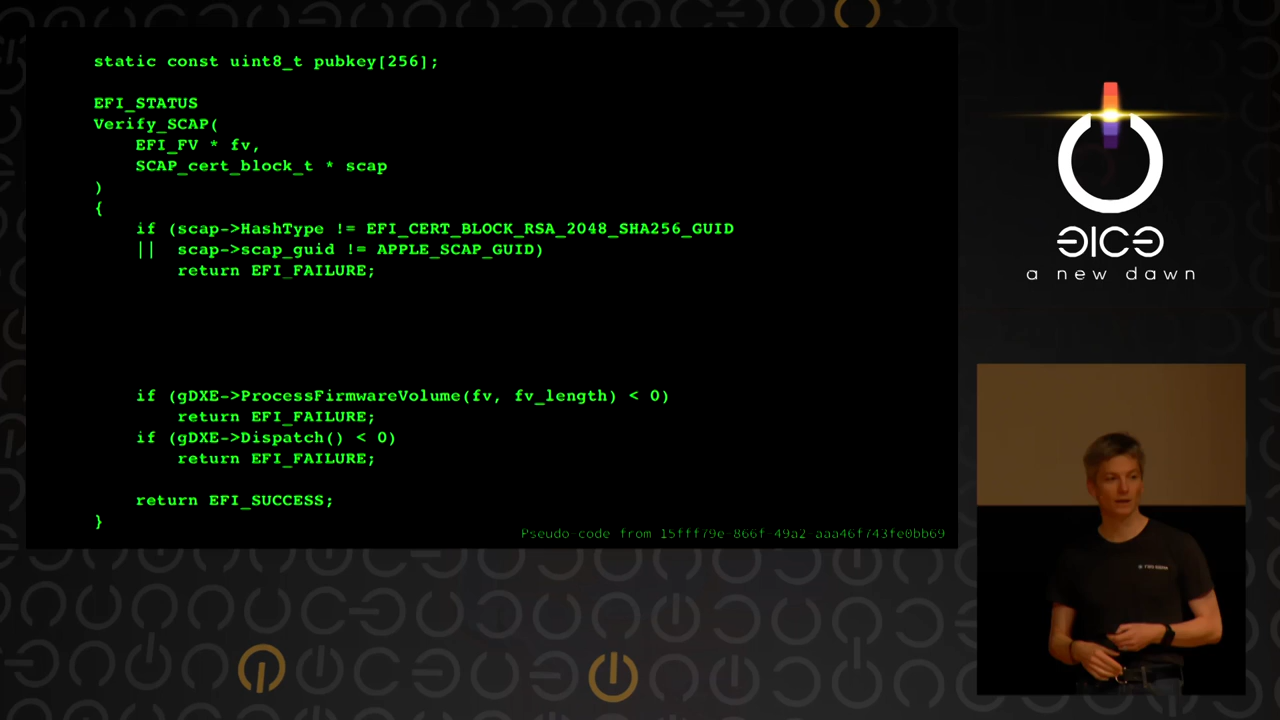 static const uint8_t pubkey[256];
EFI_STATUS
Verify_SCAP(
EFI_FV * fv,
SCAP_cert_block_t * scap
)
{
if (scap->HashType != EFI_CERT_BLOCK_RSA_2048_SHA256_GUID
|| scap->scap_guid != APPLE_SCAP_GUID)
return EFI_FAILURE;
if (gDXE->ProcessFirmwareVolume(fv, fv_length) < 0)
return EFI_FAILURE;
if (gDXE->Dispatch() < 0)
return EFI_FAILURE;
return EFI_SUCCESS;
}
Pseudo-code from 15fff79e-866f-49a2-aaa46f743fe0bb69
a new dawn